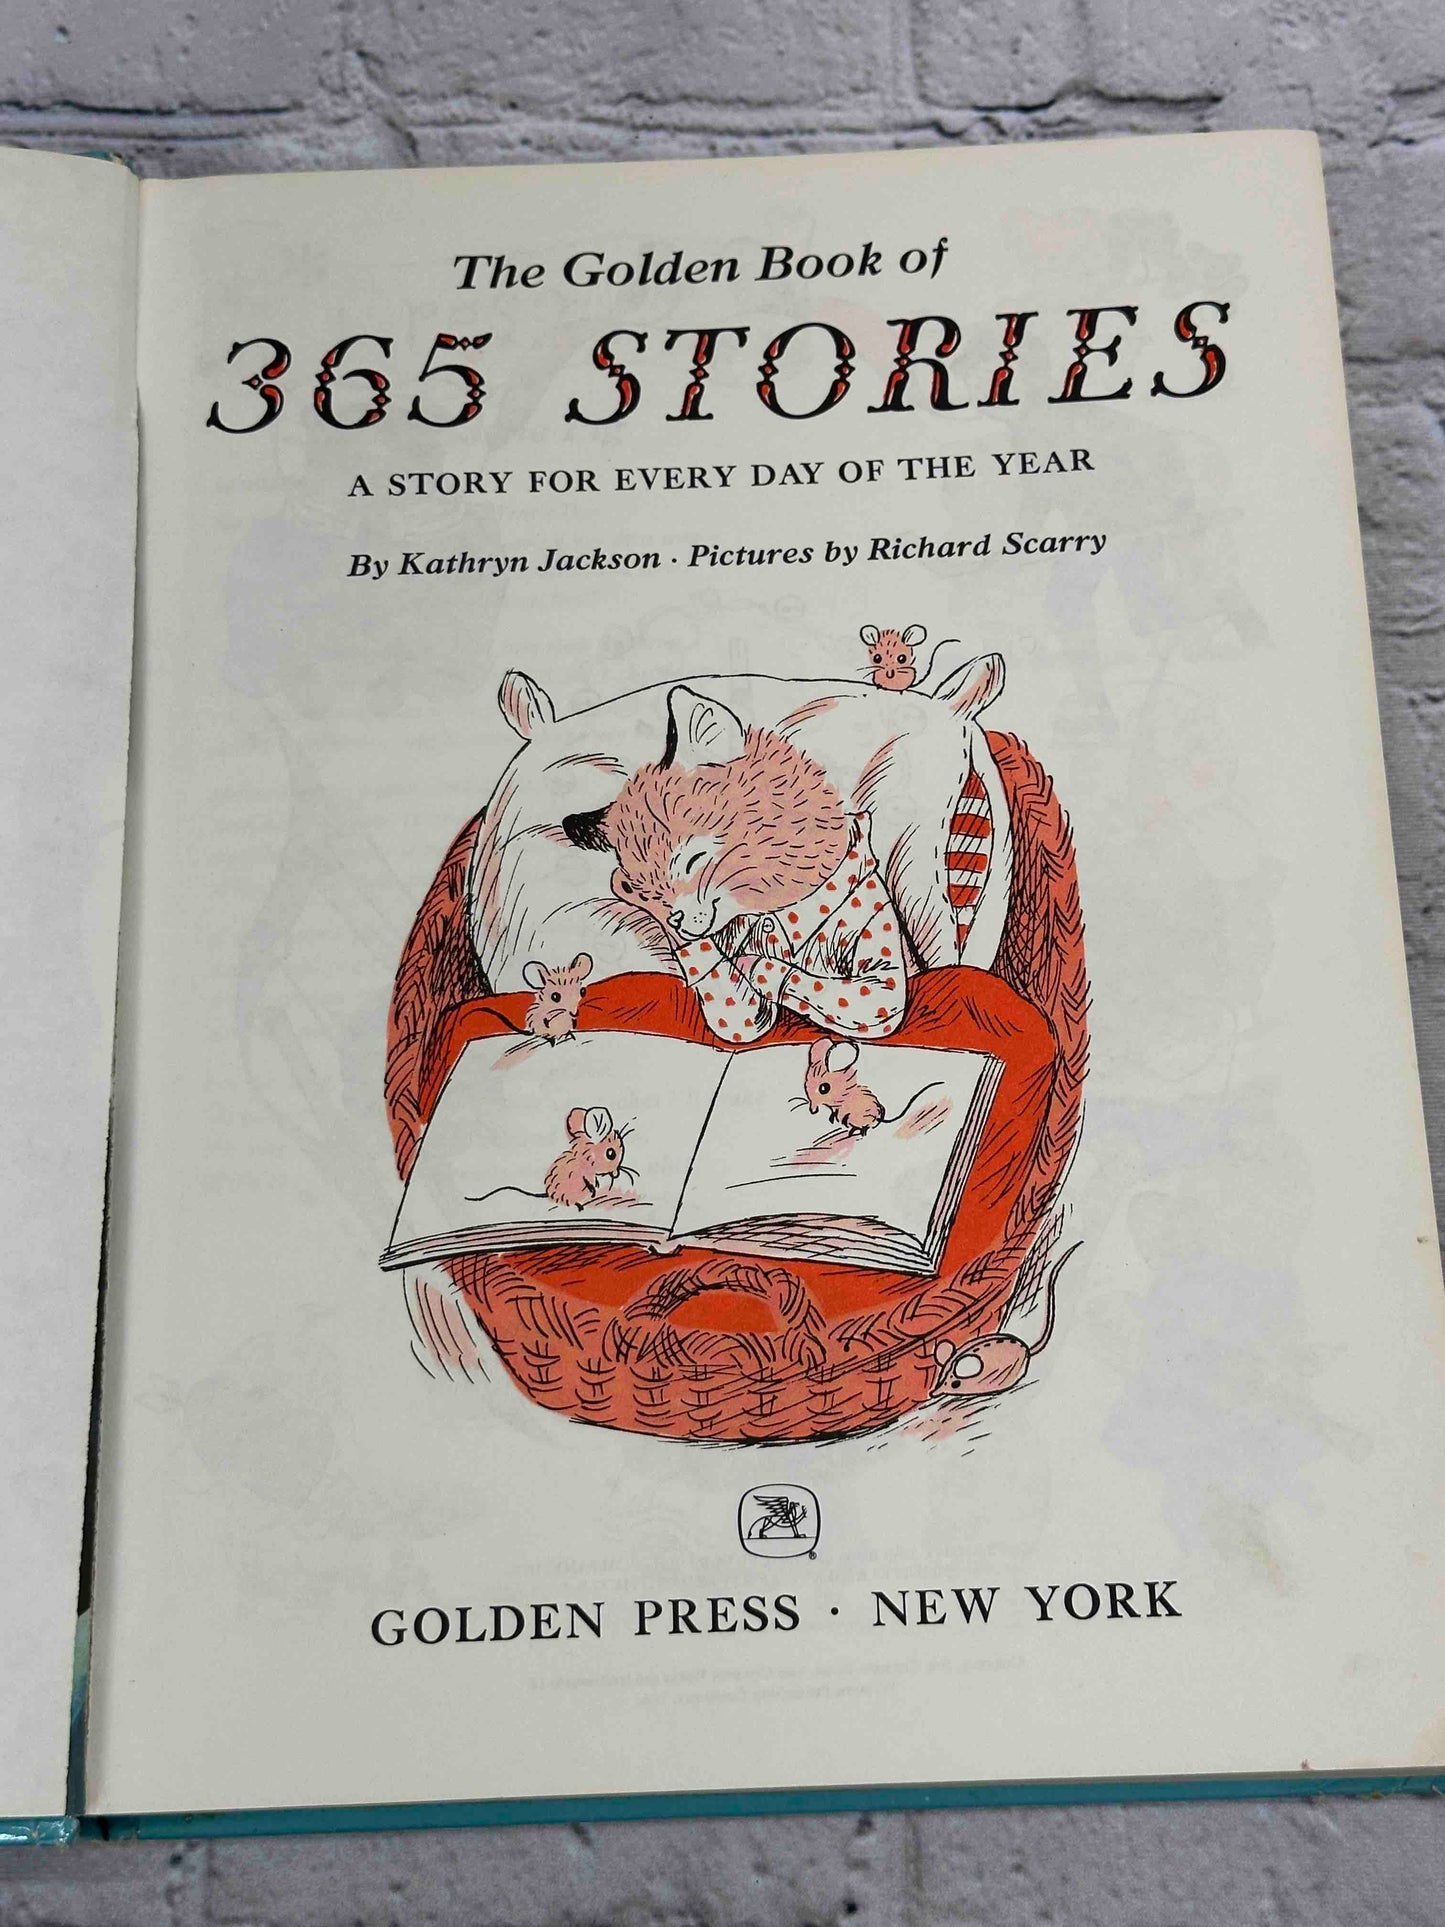 The Golden Book of
365 STORIES
A STORY FOR EVERY DAY OF THE YEAR
By Kathryn Jackson · Pictures by Richard Scarry
®
GOLDEN PRESS · NEW YORK